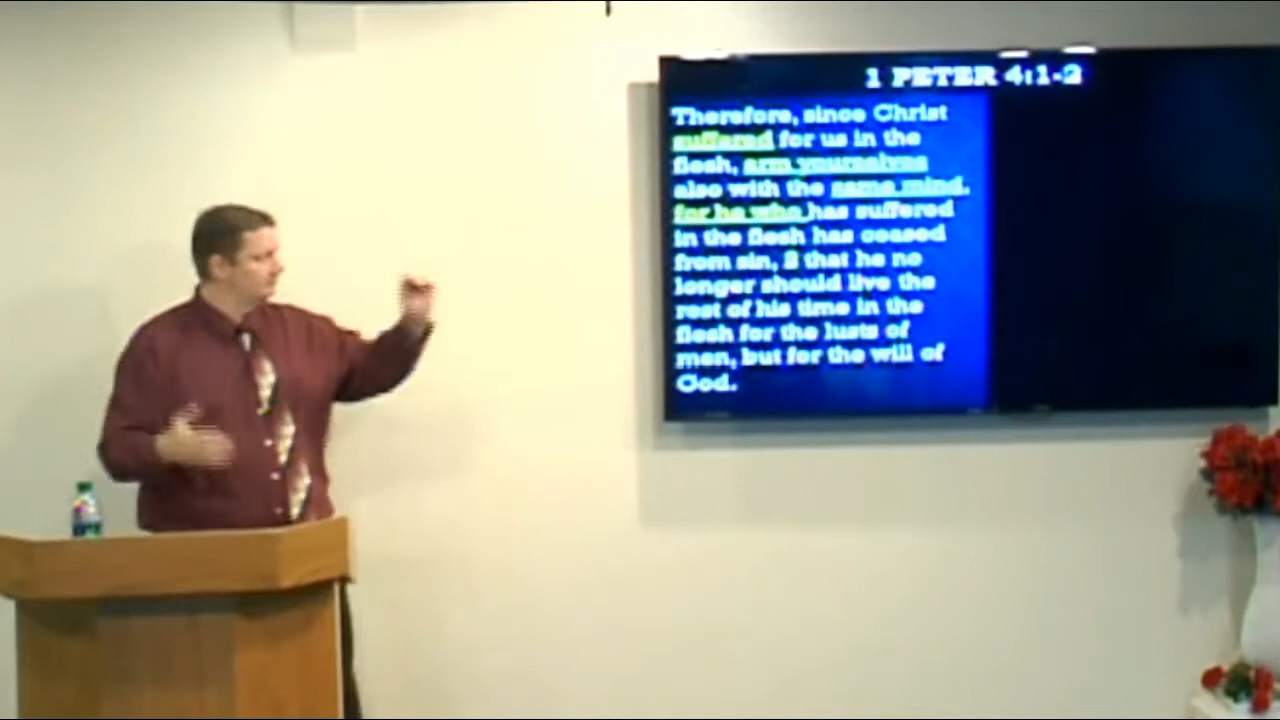 1 PETER 4:1-2
Therefore, since Christ
suffered for us in the
flesh, arm yourselves
also with the same mind,
for he who has suffered
in the flesh has ceased
from sin, 2 that he no
longer should live the
rest of his time in the
flesh for the lusts of
men, but for the will of
God.